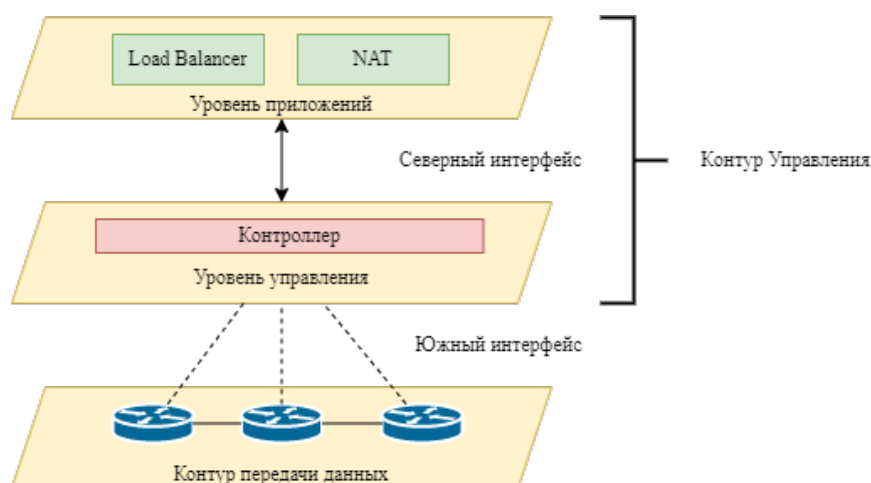 Load Balancer
NAT
Уровень приложений
Северный интерфейс
Контур Управления
Контроллер
Уровень управления
Южный интерфейс
Контур передачи данных